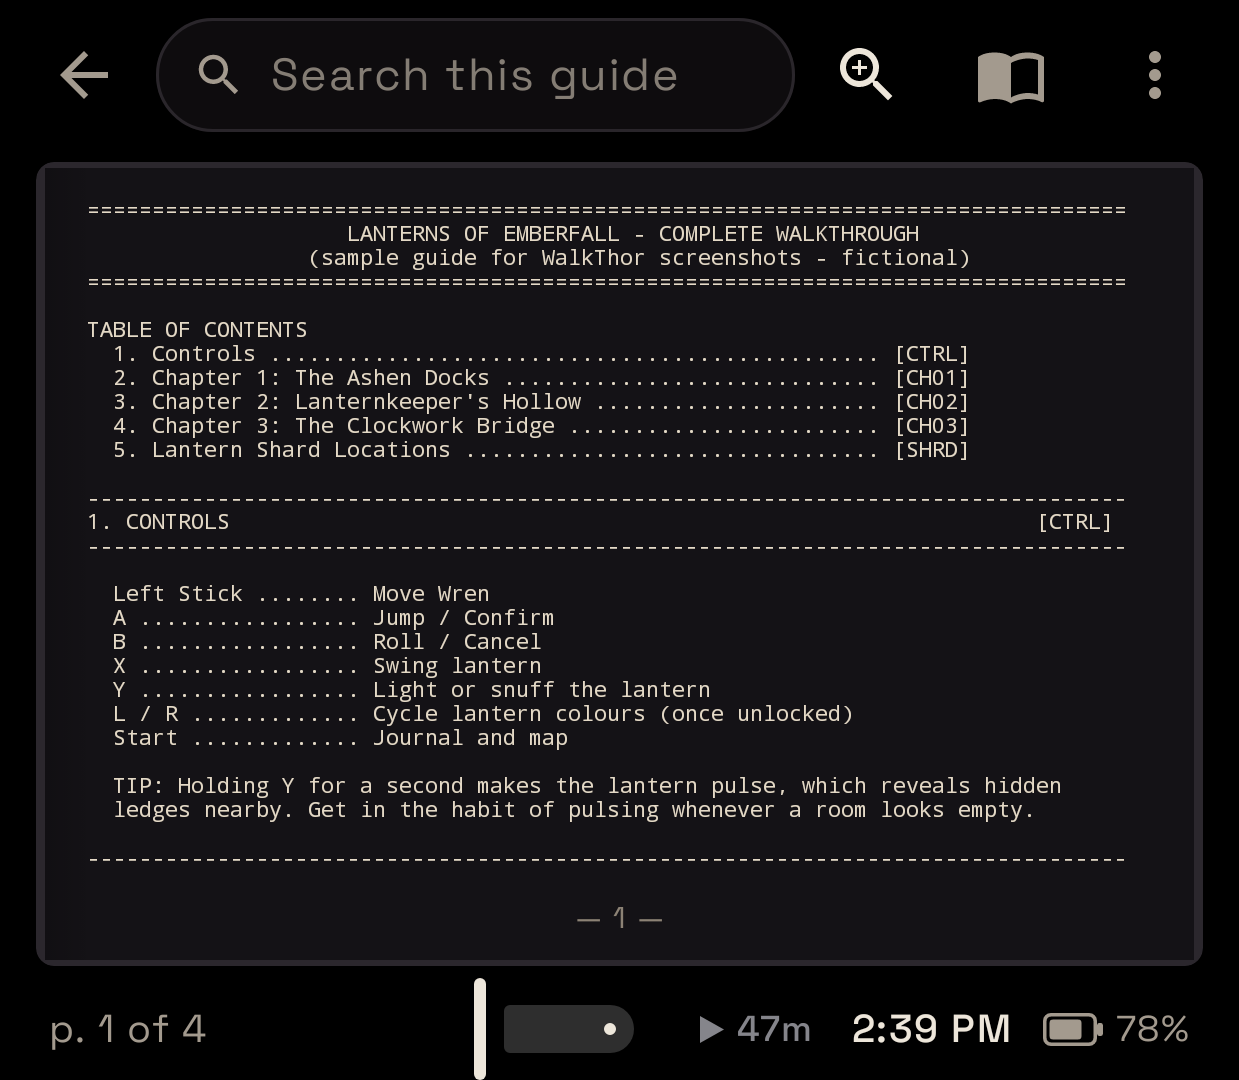 Search this guide
================================================================================
LANTERNS OF EMBERFALL - COMPLETE WALKTHROUGH
(sample guide for WalkThor screenshots - fictional)
================================================================================
TABLE OF CONTENTS
1. Controls ............................................... [CTRL]
2. Chapter 1: The Ashen Docks ............................. [CH01]
3. Chapter 2: Lanternkeeper's Hollow ...................... [CH02]
4. Chapter 3: The Clockwork Bridge ........................ [CH03]
5. Lantern Shard Locations ................................ [SHRD]
--------------------------------------------------------------------------------
1. CONTROLS [CTRL]
--------------------------------------------------------------------------------
Left Stick ........ Move Wren
A ................. Jump / Confirm
B ................. Roll / Cancel
X ................. Swing lantern
Y ................. Light or snuff the lantern
L / R ............. Cycle lantern colours (once unlocked)
Start ............. Journal and map
TIP: Holding Y for a second makes the lantern pulse, which reveals hidden
ledges nearby. Get in the habit of pulsing whenever a room looks empty.
--------------------------------------------------------------------------------
— 1 —
p. 1 of 4
47m
2:39 PM
78%